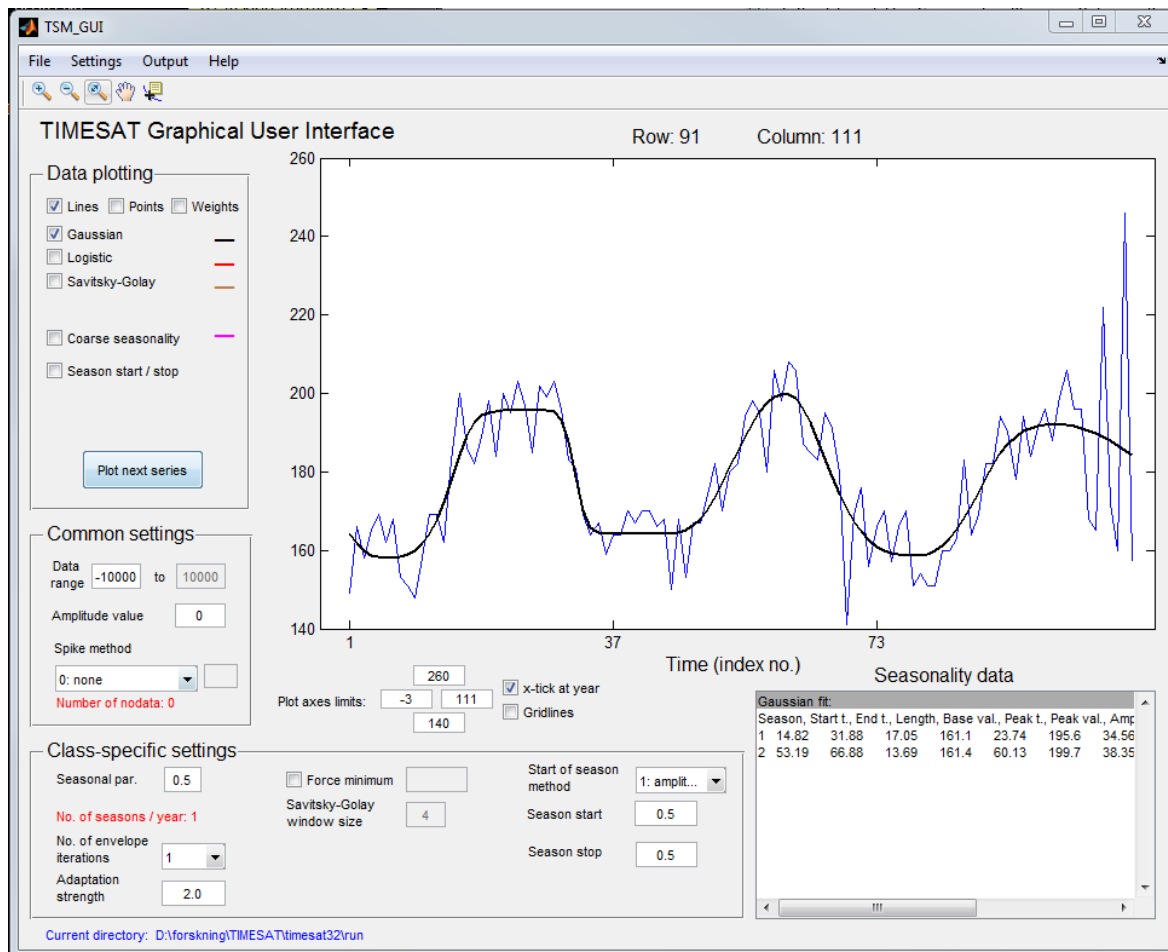 TSM_GUI
File Settings Output Help
TIMESAT Graphical User Interface
Row: 91 Column: 111
Data plotting
Lines Points Weights
Gaussian
Logistic
Savitsky-Golay
Coarse seasonality
Season start / stop
Plot next series
260
240
220
200
180
160
140
1 37 73
Time (index no.)
Common settings
Data range -10000 to 10000
Amplitude value 0
Spike method
0: none
Number of nodata: 0
Plot axes limits:
260
-3 111
140
x-tick at year
Gridlines
Seasonality data
Gaussian fit:
Season, Start t., End t., Length, Base val., Peak t., Peak val., Amp
1 14.82 31.88 17.05 161.1 23.74 195.6 34.56
2 53.19 66.88 13.69 161.4 60.13 199.7 38.35
Class-specific settings
Seasonal par. 0.5
No. of seasons / year: 1
No. of envelope iterations 1
Adaptation strength 2.0
Force minimum
Savitsky-Golay window size 4
Start of season method 1: amplit...
Season start 0.5
Season stop 0.5
Current directory: D:\forskning\TIMESAT\timesat32\run